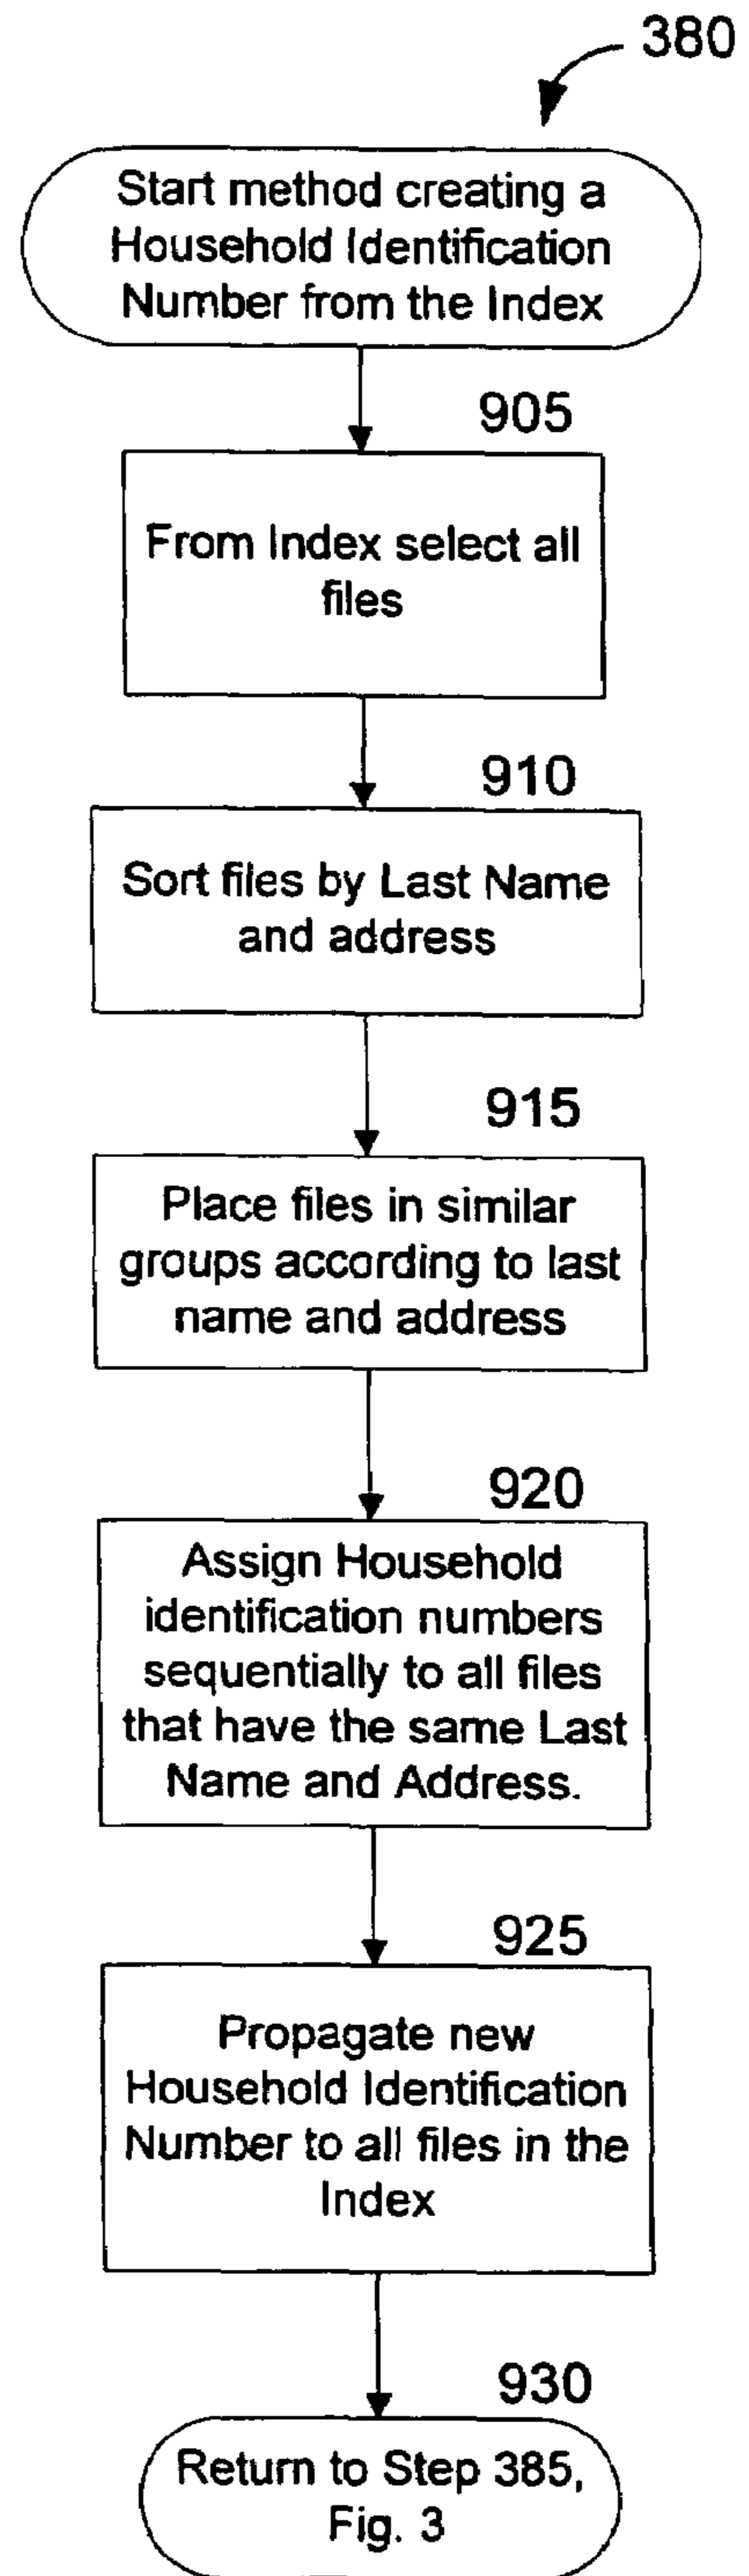 380
Start method creating a
Household Identification
Number from the Index
905
From Index select all
files
910
Sort files by Last Name
and address
915
Place files in similar
groups according to last
name and address
920
Assign Household
identification numbers
sequentially to all files
that have the same Last
Name and Address.
925
Propagate new
Household Identification
Number to all files in the
Index
930
Return to Step 385,
Fig. 3